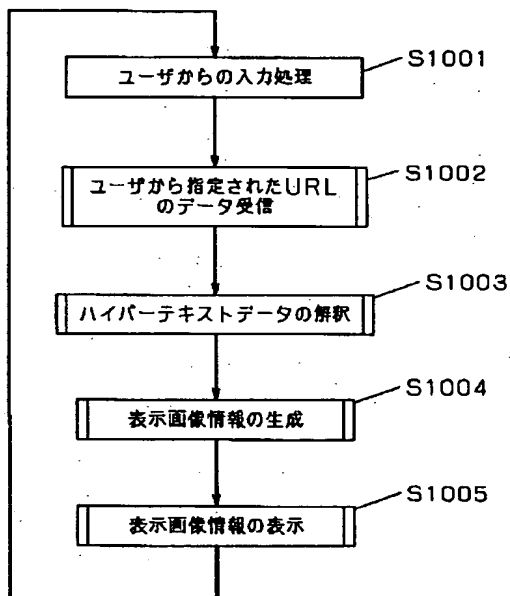 ユーザからの入力処理
S1001
ユーザから指定されたURL
のデータ受信
S1002
ハイパーテキストデータの解釈
S1003
表示画像情報の生成
S1004
表示画像情報の表示
S1005